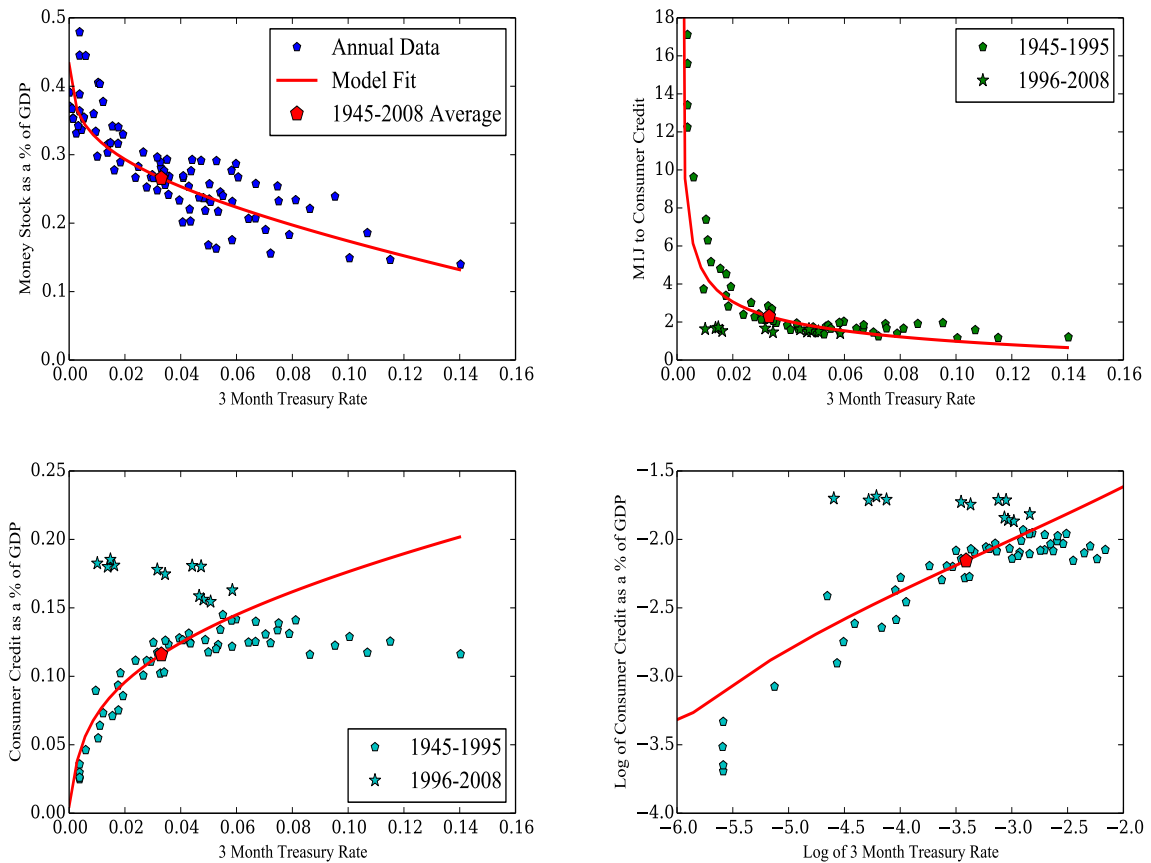 0.5
0.4
0.3
0.2
0.1
0.0
Money Stock as a % of GDP
Annual Data
Model Fit
1945-2008 Average
0.00 0.02 0.04 0.06 0.08 0.10 0.12 0.14 0.16
3 Month Treasury Rate
18
16
14
12
10
8
6
4
2
0
M1J to Consumer Credit
1945-1995
1996-2008
0.00 0.02 0.04 0.06 0.08 0.10 0.12 0.14 0.16
3 Month Treasury Rate
0.25
0.20
0.15
0.10
0.05
0.00
Consumer Credit as a % of GDP
1945-1995
1996-2008
0.00 0.02 0.04 0.06 0.08 0.10 0.12 0.14 0.16
3 Month Treasury Rate
−1.5
−2.0
−2.5
−3.0
−3.5
−4.0
Log of Consumer Credit as a % of GDP
−6.0 −5.5 −5.0 −4.5 −4.0 −3.5 −3.0 −2.5 −2.0
Log of 3 Month Treasury Rate